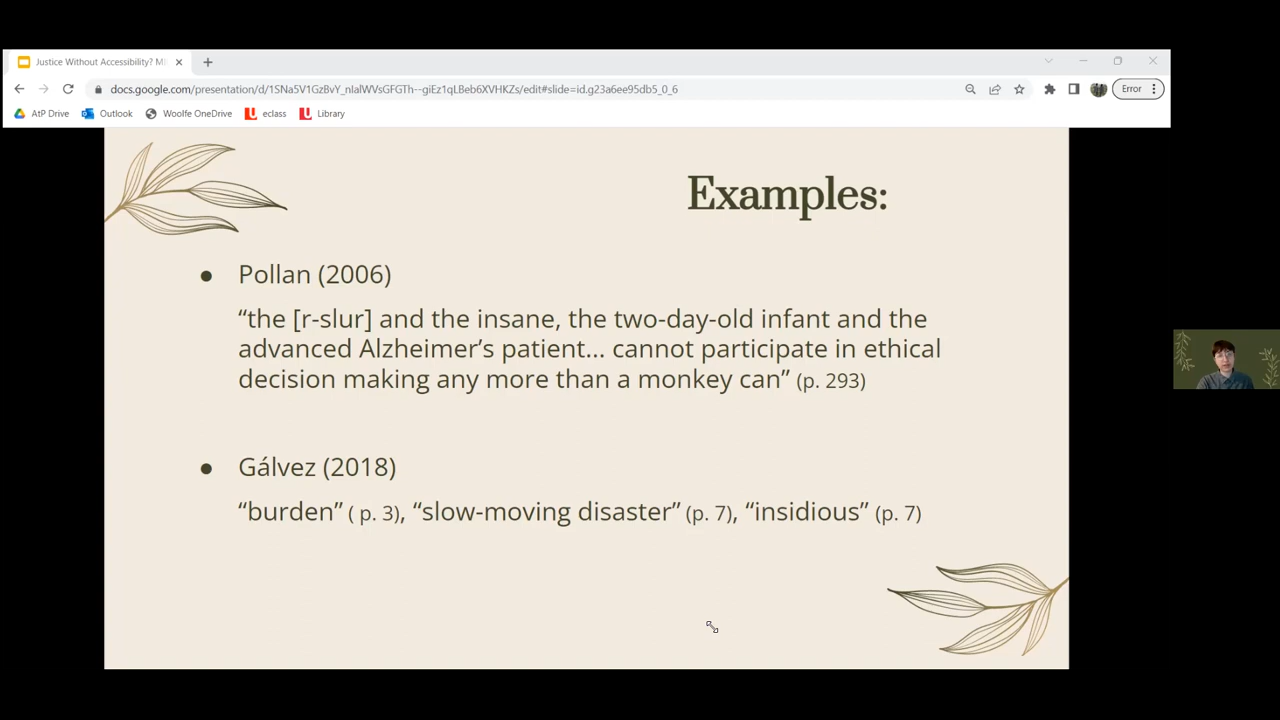 Justice Without Accessibility? MI
docs.google.com/presentation/d/1SNa5V1GzBvY_nlalWVsGFGTh--giEz1qLBeb6XVHKZs/edit#slide=id.g23a6ee95db5_0_6
Error
AtP Drive
Outlook
Woolfe OneDrive
eclass
Library
Examples:
● Pollan (2006)
“the [r-slur] and the insane, the two-day-old infant and the
advanced Alzheimer’s patient... cannot participate in ethical
decision making any more than a monkey can” (p. 293)
● Gálvez (2018)
“burden” ( p. 3), “slow-moving disaster” (p. 7), “insidious” (p. 7)